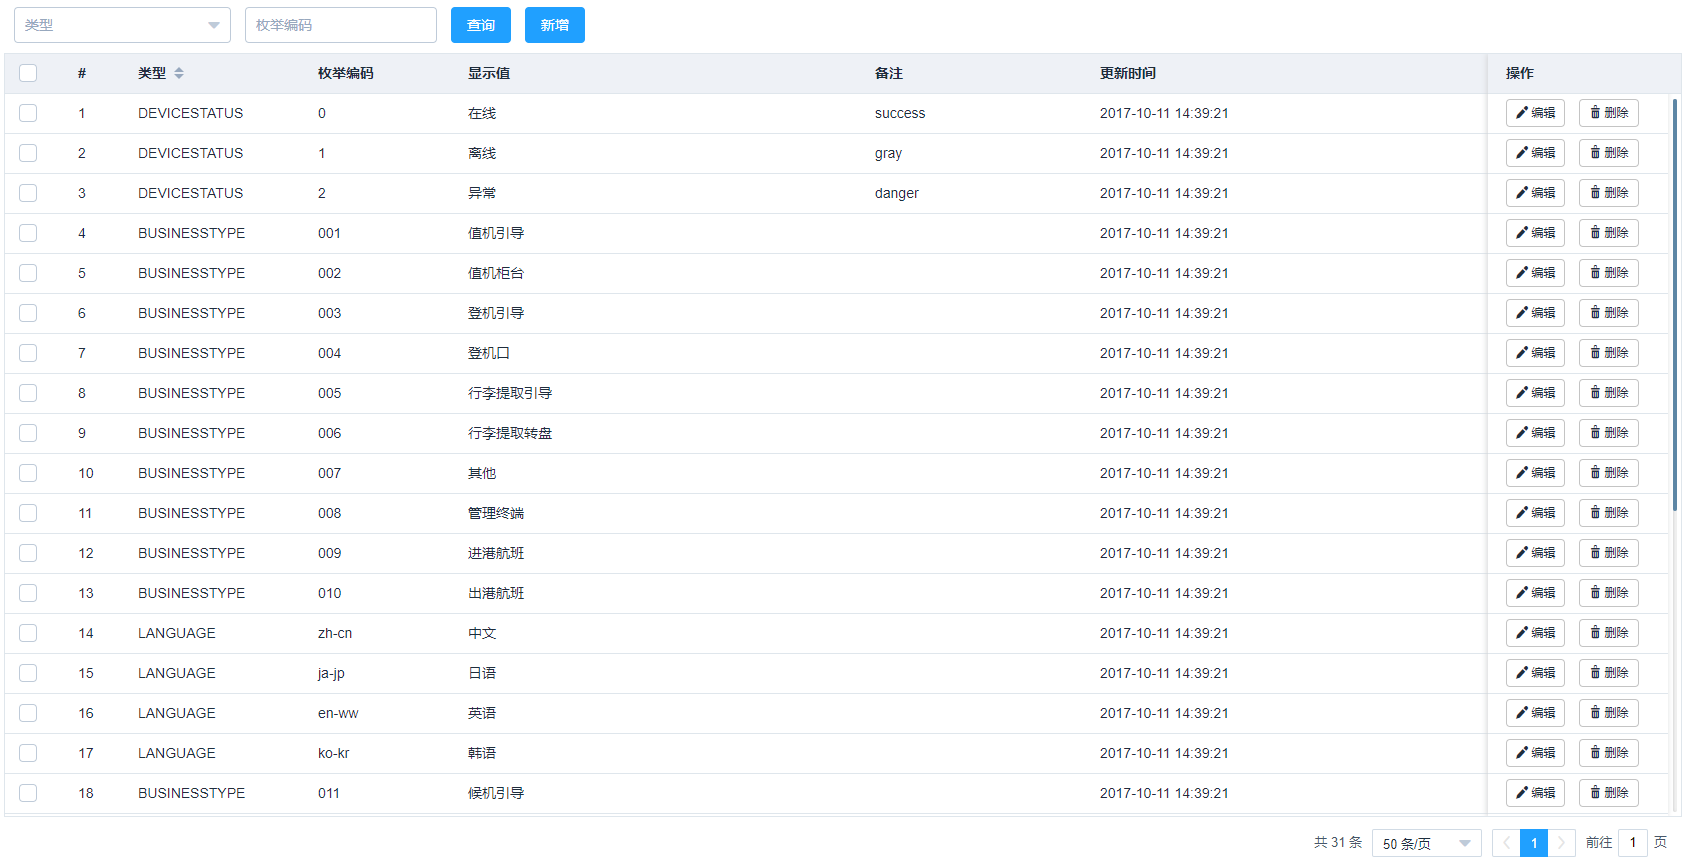 类型 枚举编码 查询 新增
# 类型 枚举编码 显示值 备注 更新时间 操作
1 DEVICESTATUS 0 在线 success 2017-10-11 14:39:21 编辑 删除
2 DEVICESTATUS 1 离线 gray 2017-10-11 14:39:21 编辑 删除
3 DEVICESTATUS 2 异常 danger 2017-10-11 14:39:21 编辑 删除
4 BUSINESSTYPE 001 值机引导 2017-10-11 14:39:21 编辑 删除
5 BUSINESSTYPE 002 值机柜台 2017-10-11 14:39:21 编辑 删除
6 BUSINESSTYPE 003 登机引导 2017-10-11 14:39:21 编辑 删除
7 BUSINESSTYPE 004 登机口 2017-10-11 14:39:21 编辑 删除
8 BUSINESSTYPE 005 行李提取引导 2017-10-11 14:39:21 编辑 删除
9 BUSINESSTYPE 006 行李提取转盘 2017-10-11 14:39:21 编辑 删除
10 BUSINESSTYPE 007 其他 2017-10-11 14:39:21 编辑 删除
11 BUSINESSTYPE 008 管理终端 2017-10-11 14:39:21 编辑 删除
12 BUSINESSTYPE 009 进港航班 2017-10-11 14:39:21 编辑 删除
13 BUSINESSTYPE 010 出港航班 2017-10-11 14:39:21 编辑 删除
14 LANGUAGE zh-cn 中文 2017-10-11 14:39:21 编辑 删除
15 LANGUAGE ja-jp 日语 2017-10-11 14:39:21 编辑 删除
16 LANGUAGE en-ww 英语 2017-10-11 14:39:21 编辑 删除
17 LANGUAGE ko-kr 韩语 2017-10-11 14:39:21 编辑 删除
18 BUSINESSTYPE 011 候机引导 2017-10-11 14:39:21 编辑 删除
共 31 条 50 条/页 1 前往 1 页